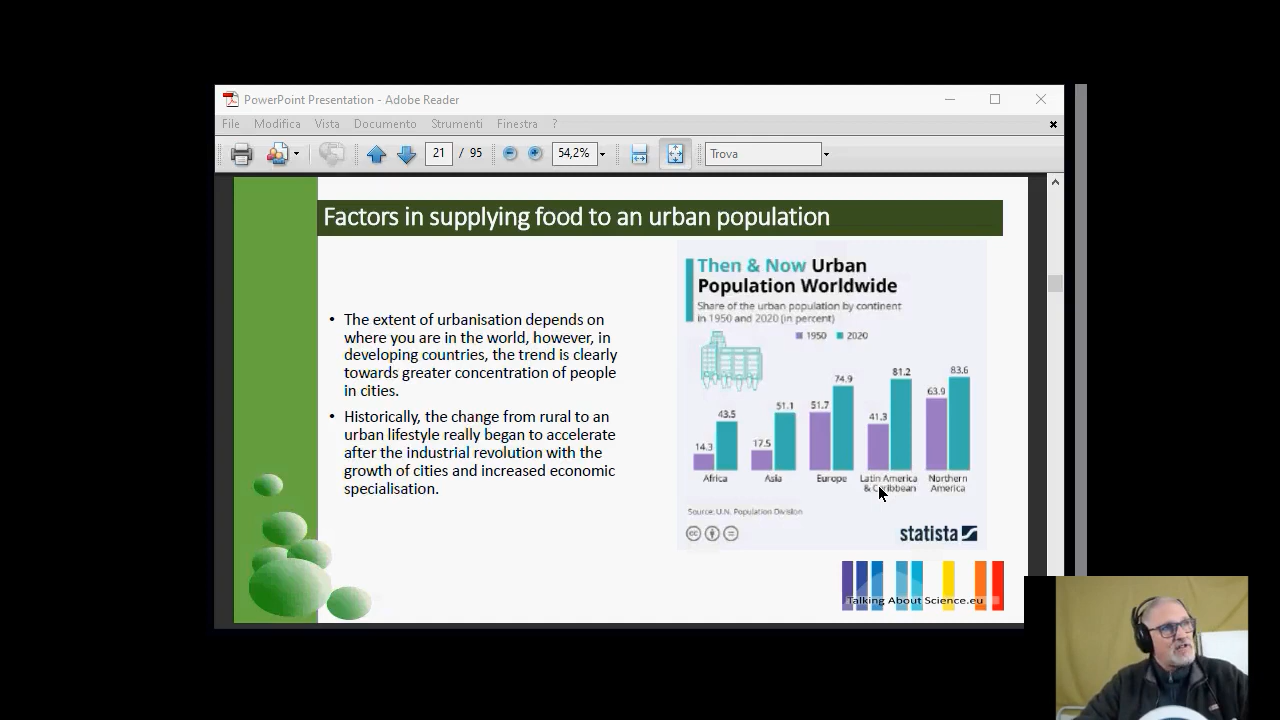 PowerPoint Presentation - Adobe Reader
File Modifica Vista Documento Strumenti Finestra ?
21 / 95 54,2% Trova
Factors in supplying food to an urban population
• The extent of urbanisation depends on
where you are in the world, however, in
developing countries, the trend is clearly
towards greater concentration of people
in cities.
• Historically, the change from rural to an
urban lifestyle really began to accelerate
after the industrial revolution with the
growth of cities and increased economic
specialisation.
Then & Now Urban
Population Worldwide
Share of the urban population by continent
in 1950 and 2020 (in percent)
1950 2020
14.3 43.5 17.5 51.1 51.7 74.9 41.3 81.2 63.9 83.6
Africa Asia Europe Latin America Northern
& Caribbean America
Source: U.N. Population Division
cc
statista
Talking About Science.eu